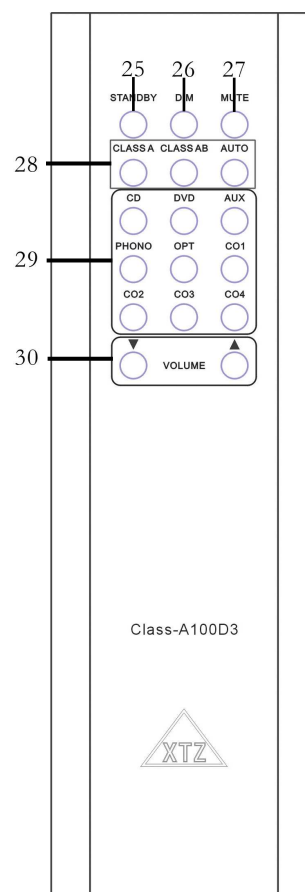 25 26 27
STANDBY DIM MUTE
28
CLASS A CLASS AB AUTO
CD DVD AUX
29
PHONO OPT CO1
CO2 CO3 CO4
30
▼ VOLUME ▲
Class-A100D3
XTZ